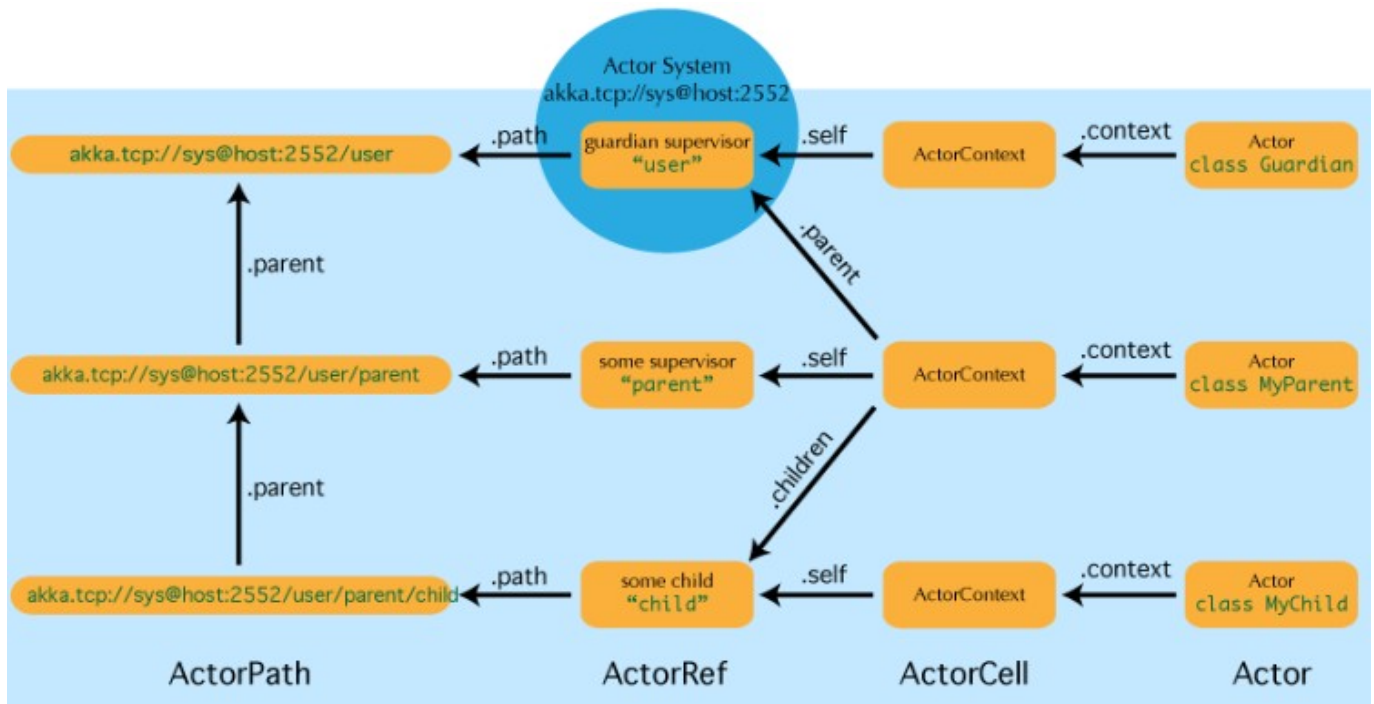 Actor System
akka.tcp://sys@host:2552
akka.tcp://sys@host:2552/user
.path
guardian supervisor
“user”
.self
ActorContext
.context
Actor
class Guardian
.parent
.parent
akka.tcp://sys@host:2552/user/parent
.path
some supervisor
“parent”
.self
ActorContext
.context
Actor
class MyParent
.parent
.children
akka.tcp://sys@host:2552/user/parent/child
.path
some child
“child”
.self
ActorContext
.context
Actor
class MyChild
ActorPath
ActorRef
ActorCell
Actor